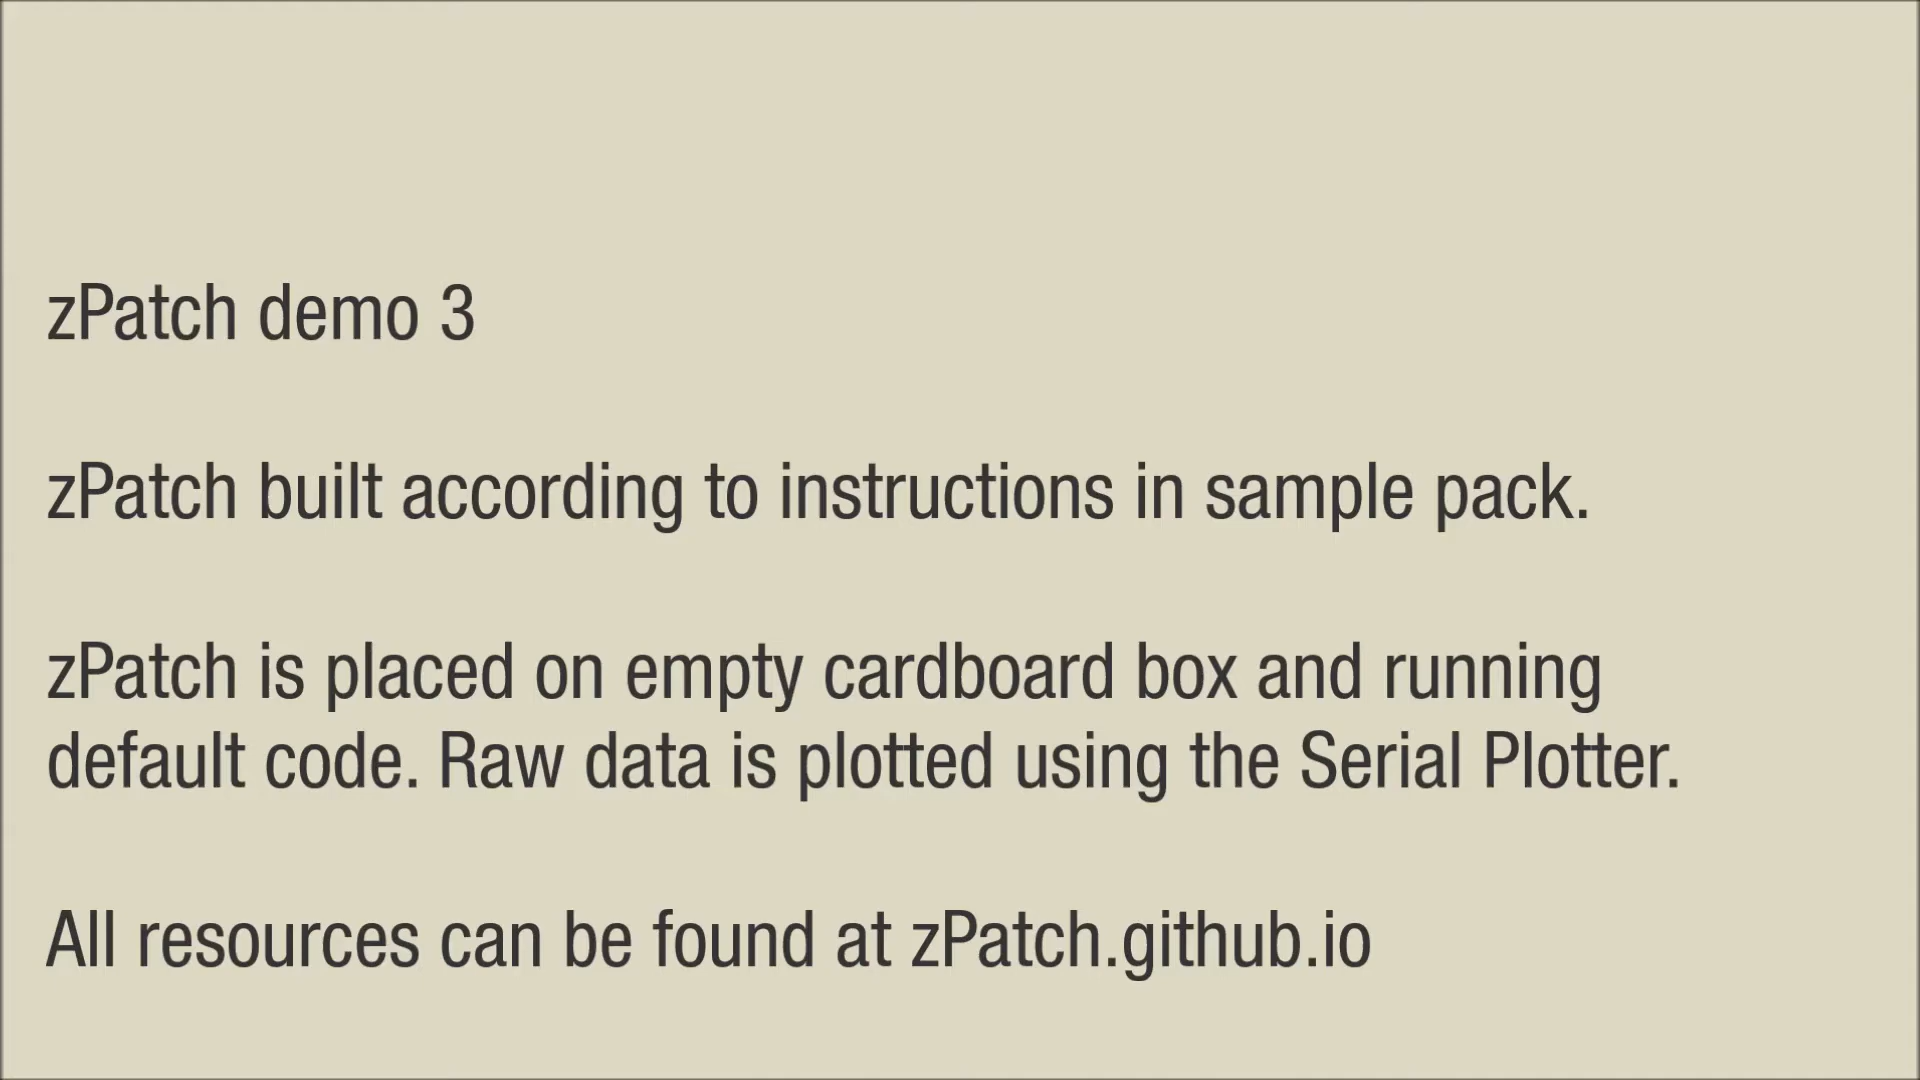 zPatch demo 3
zPatch built according to instructions in sample pack.
zPatch is placed on empty cardboard box and running
default code. Raw data is plotted using the Serial Plotter.
All resources can be found at zPatch.github.io